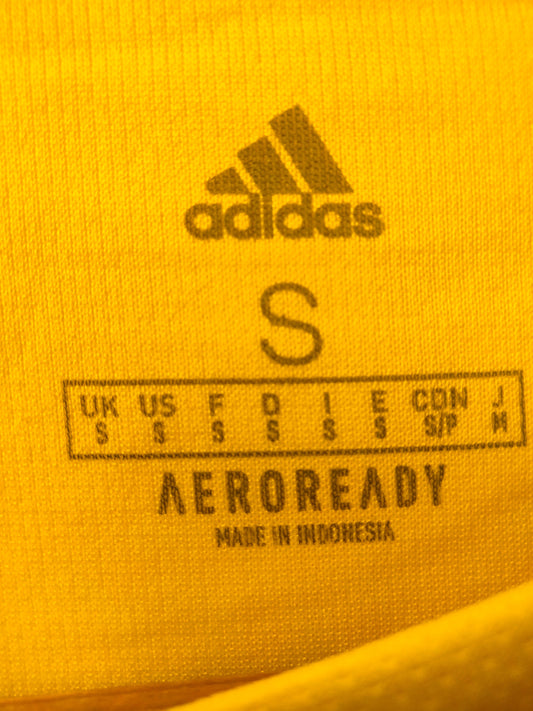 adidas
S
UK US F D I E CDN J
S S S S S S S/P M
AEROREADY
MADE IN INDONESIA